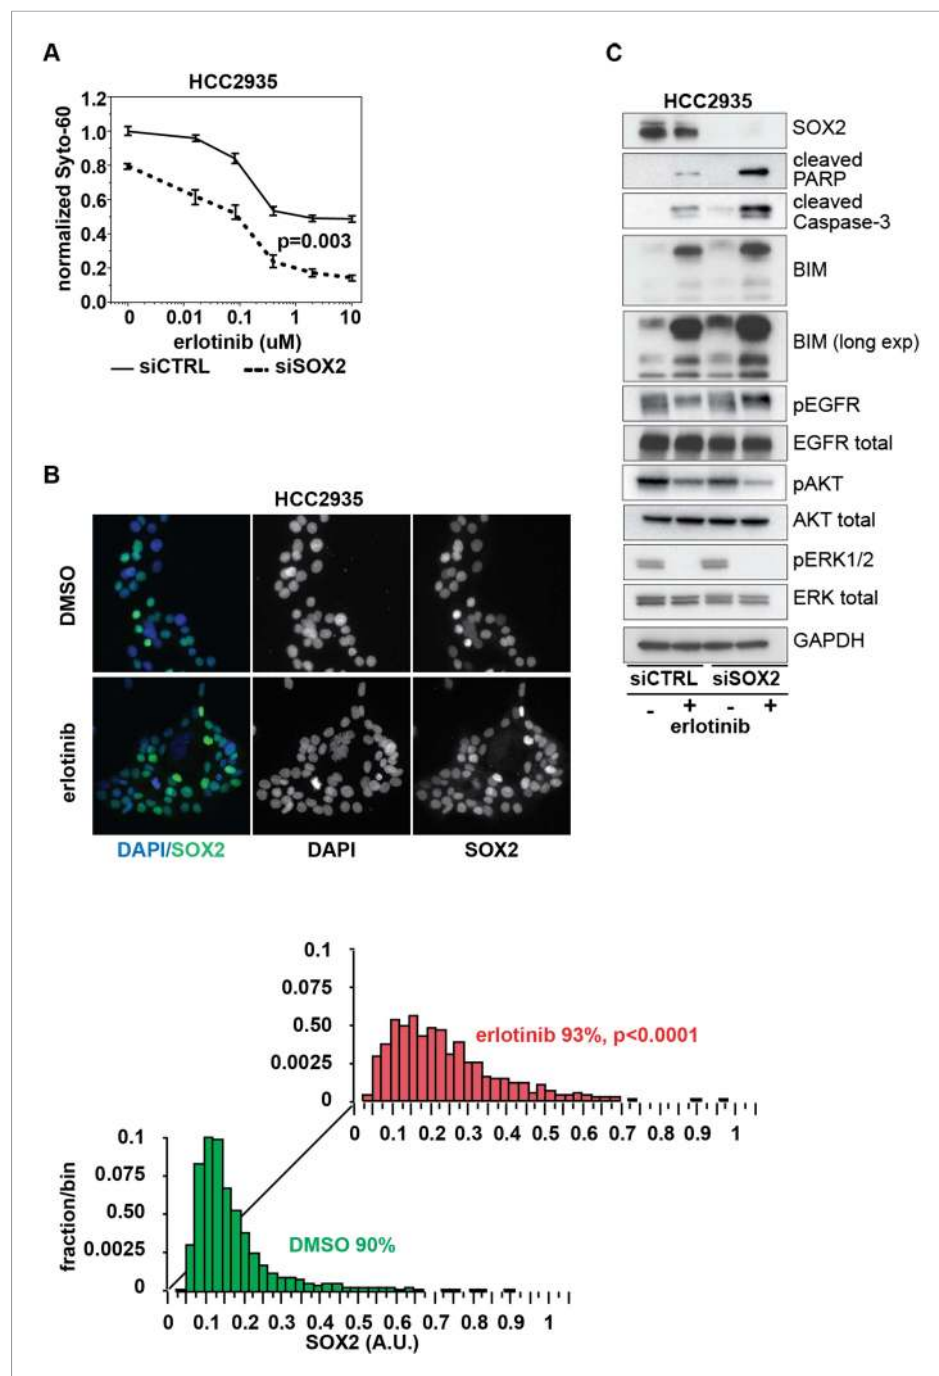 A
HCC2935
normalized Syto-60
1.2
1.0
0.8
0.6
0.4
0.2
0.0
p=0.003
0 0.01 0.1 1 10
erlotinib (uM)
siCTRL siSOX2
B
HCC2935
DMSO
erlotinib
DAPI/SOX2 DAPI SOX2
0.1
0.075
0.50
0.0025
0
erlotinib 93%, p<0.0001
0 0.1 0.2 0.3 0.4 0.5 0.6 0.7 0.8 0.9 1
fraction/bin
0.1
0.075
0.50
0.0025
0
DMSO 90%
0 0.1 0.2 0.3 0.4 0.5 0.6 0.7 0.8 0.9 1
SOX2 (A.U.)
C
HCC2935
SOX2
cleaved
PARP
cleaved
Caspase-3
BIM
BIM (long exp)
pEGFR
EGFR total
pAKT
AKT total
pERK1/2
ERK total
GAPDH
siCTRL siSOX2
- + - +
erlotinib